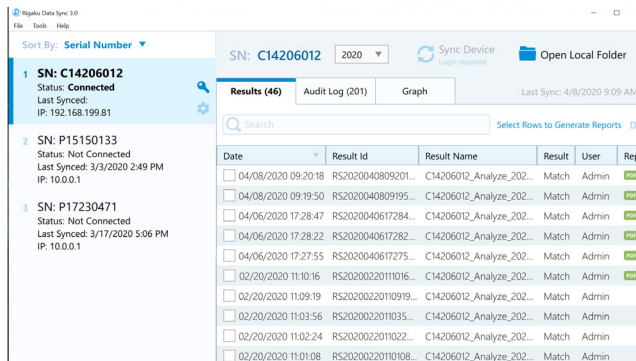 Rigaku Data Sync 3.0
File Tools Help
Sort By: Serial Number ▼
1 SN: C14206012
Status: Connected
Last Synced:
IP: 192.168.199.81
2 SN: P15150133
Status: Not Connected
Last Synced: 3/3/2020 2:49 PM
IP: 10.0.0.1
3 SN: P17230471
Status: Not Connected
Last Synced: 3/17/2020 5:06 PM
IP: 10.0.0.1
SN: C14206012 2020 ▼ Sync Device Open Local Folder
Login required
Results (46) Audit Log (201) Graph Last Sync: 4/8/2020 9:09 AM
Search Select Rows to Generate Reports D
Date Result Id Result Name Result User Rep
04/08/2020 09:20:18 RS2020040809201... C14206012_Analyze_202... Match Admin PDF
04/08/2020 09:19:50 RS2020040809195... C14206012_Analyze_202... Match Admin PDF
04/06/2020 17:28:47 RS2020040617284... C14206012_Analyze_202... Match Admin PDF
04/06/2020 17:28:22 RS2020040617282... C14206012_Analyze_202... Match Admin PDF
04/06/2020 17:27:55 RS2020040617275... C14206012_Analyze_202... Match Admin PDF
02/20/2020 11:10:16 RS20200220111016... C14206012_Analyze_202... Match Admin PDF
02/20/2020 11:09:19 RS20200220110919... C14206012_Analyze_202... Match Admin
02/20/2020 11:03:56 RS2020022011035... C14206012_Analyze_202... Match Admin
02/20/2020 11:02:24 RS2020022011022... C14206012_Analyze_202... Match Admin
02/20/2020 11:01:08 RS20200220110108... C14206012_Analyze_202... Match Admin